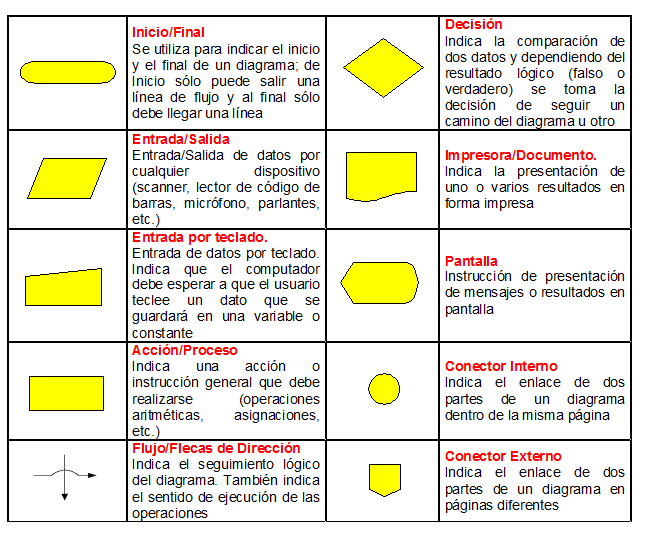 Inicio/Final
Se utiliza para indicar el inicio
y el final de un diagrama; de
Inicio sólo puede salir una
línea de flujo y al final sólo
debe llegar una línea
Decisión
Indica la comparación de
dos datos y dependiendo del
resultado lógico (falso o
verdadero) se toma la
decisión de seguir un
camino del diagrama u otro
Entrada/Salida
Entrada/Salida de datos por
cualquier dispositivo
(scanner, lector de código de
barras, micrófono, parlantes,
etc.)
Impresora/Documento.
Indica la presentación de
uno o varios resultados en
forma impresa
Entrada por teclado.
Entrada de datos por teclado.
Indica que el computador
debe esperar a que el usuario
teclee un dato que se
guardará en una variable o
constante
Pantalla
Instrucción de presentación
de mensajes o resultados en
pantalla
Acción/Proceso
Indica una acción o
instrucción general que debe
realizarse (operaciones
aritméticas, asignaciones,
etc.)
Conector Interno
Indica el enlace de dos
partes de un diagrama
dentro de la misma página
Flujo/Flecas de Dirección
Indica el seguimiento lógico
del diagrama. También indica
el sentido de ejecución de las
operaciones
Conector Externo
Indica el enlace de dos
partes de un diagrama en
páginas diferentes